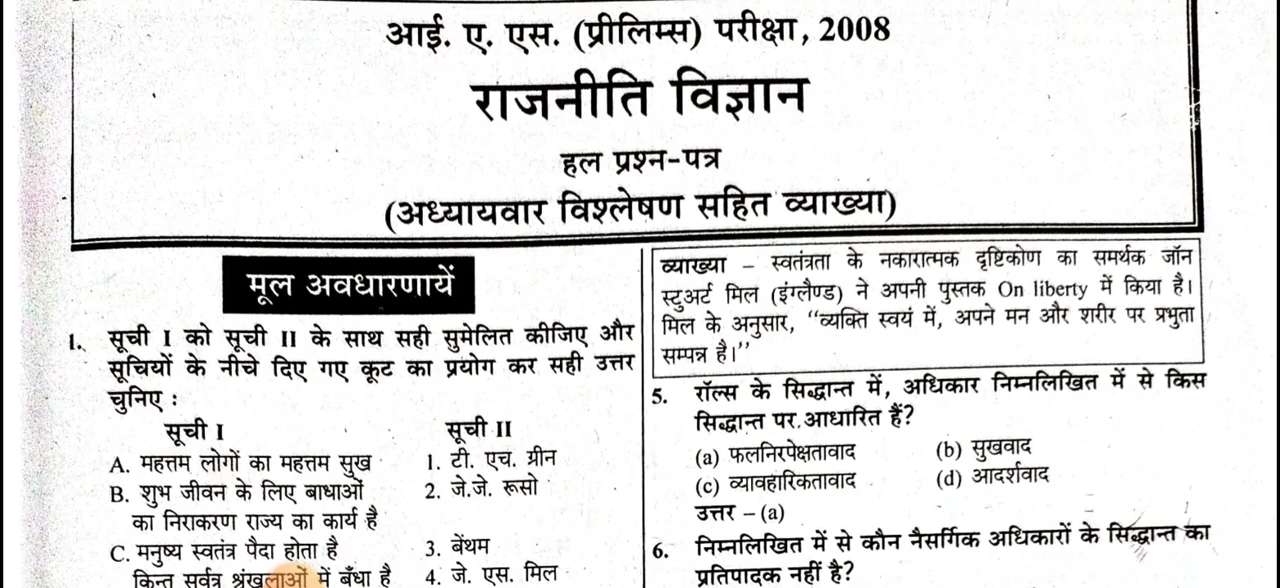 आई. ए. एस. (प्रीलिम्स) परीक्षा, 2008
राजनीति विज्ञान
हल प्रश्न-पत्र
(अध्यायवार विश्लेषण सहित व्याख्या)
मूल अवधारणायें
1. सूची I को सूची II के साथ सही सुमेलित कीजिए और
सूचियों के नीचे दिए गए कूट का प्रयोग कर सही उत्तर
चुनिए :
सूची I सूची II
A. महत्तम लोगों का महत्तम सुख 1. टी. एच. ग्रीन
B. शुभ जीवन के लिए बाधाओं 2. जे.जे. रूसो
का निराकरण राज्य का कार्य है
C. मनुष्य स्वतंत्र पैदा होता है 3. बेंथम
किन्तु सर्वत्र श्रृंखलाओं में बँधा है 4. जे. एस. मिल
व्याख्या – स्वतंत्रता के नकारात्मक दृष्टिकोण का समर्थक जॉन
स्टुअर्ट मिल (इंग्लैण्ड) ने अपनी पुस्तक On liberty में किया है।
मिल के अनुसार, “व्यक्ति स्वयं में, अपने मन और शरीर पर प्रभुता
सम्पन्न है।”
5. रॉल्स के सिद्धान्त में, अधिकार निम्नलिखित में से किस
सिद्धान्त पर आधारित हैं?
(a) फलनिरपेक्षतावाद (b) सुखवाद
(c) व्यावहारिकतावाद (d) आदर्शवाद
उत्तर – (a)
6. निम्नलिखित में से कौन नैसर्गिक अधिकारों के सिद्धान्त का
प्रतिपादक नहीं है?